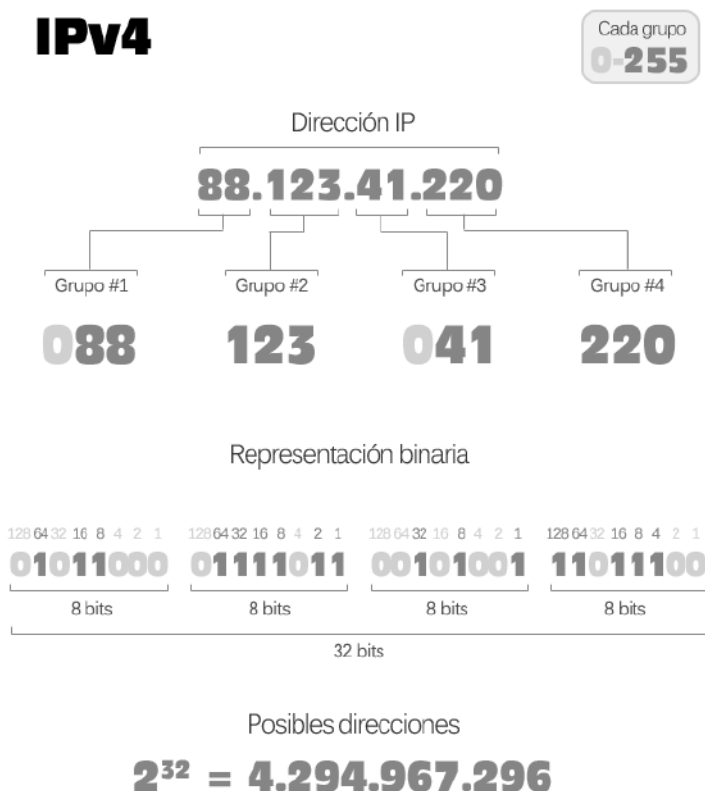 IPv4
Cada grupo
0-255
Dirección IP
88.123.41.220
Grupo #1 Grupo #2 Grupo #3 Grupo #4
088 123 041 220
Representación binaria
128 64 32 16 8 4 2 1 128 64 32 16 8 4 2 1 128 64 32 16 8 4 2 1 128 64 32 16 8 4 2 1
01011000 01111011 00101001 11011100
8 bits 8 bits 8 bits 8 bits
32 bits
Posibles direcciones
2³² = 4.294.967.296